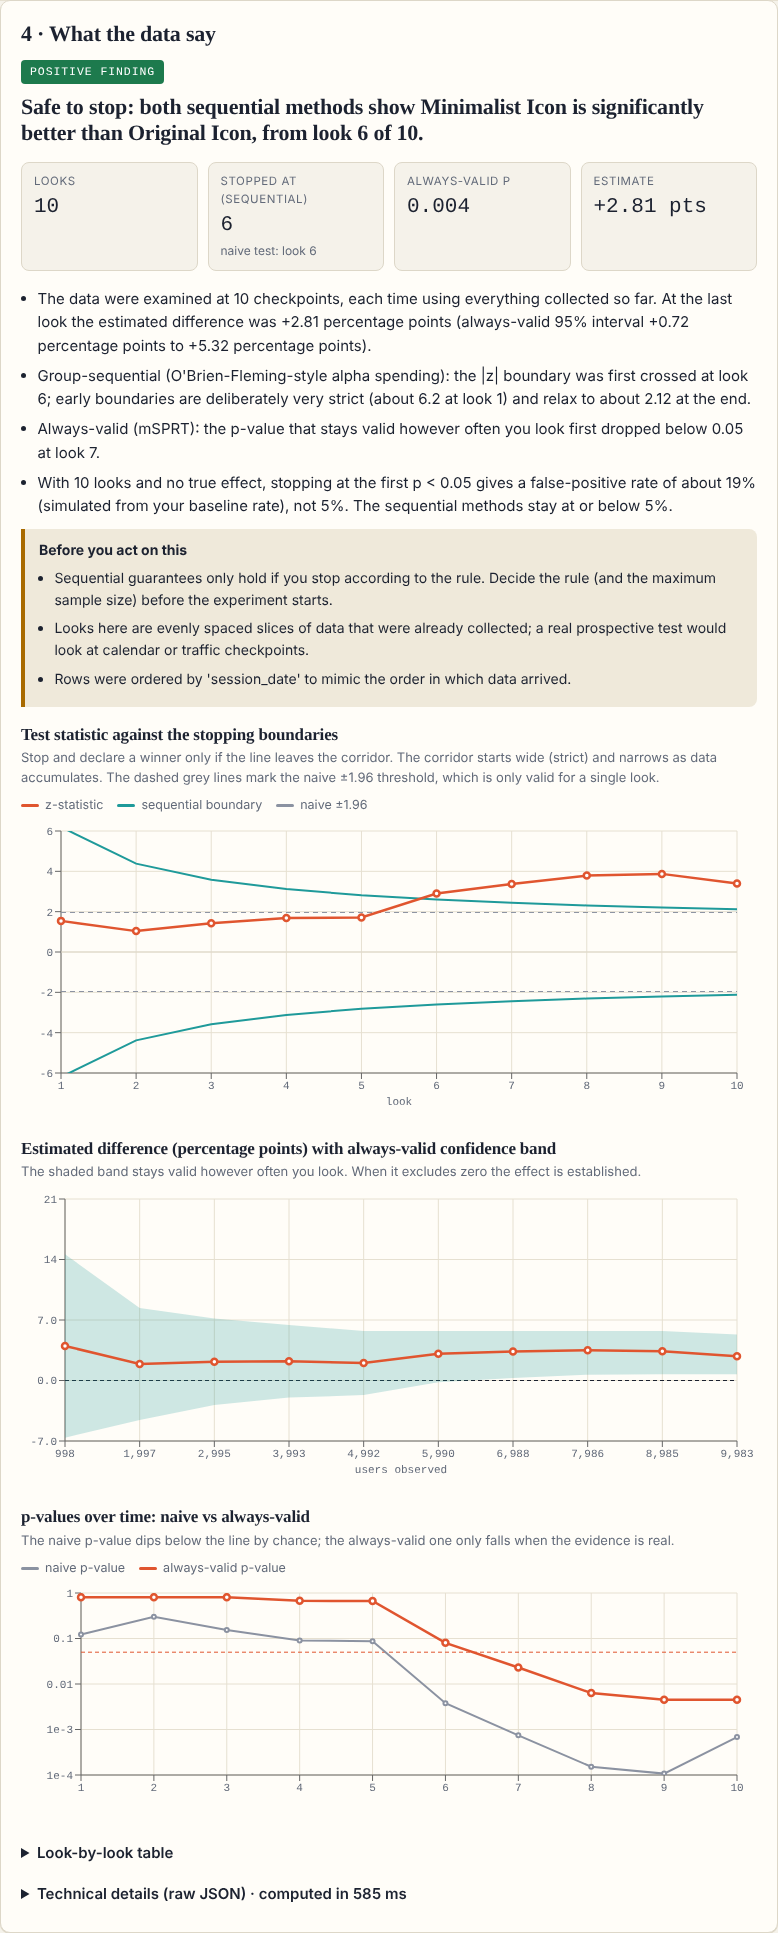 4 · What the data say
POSITIVE FINDING
Safe to stop: both sequential methods show Minimalist Icon is significantly
better than Original Icon, from look 6 of 10.
LOOKS
10
STOPPED AT
(SEQUENTIAL)
6
naive test: look 6
ALWAYS-VALID P
0.004
ESTIMATE
+2.81 pts
• The data were examined at 10 checkpoints, each time using everything collected so far. At the last
look the estimated difference was +2.81 percentage points (always-valid 95% interval +0.72
percentage points to +5.32 percentage points).
• Group-sequential (O'Brien-Fleming-style alpha spending): the |z| boundary was first crossed at look
6; early boundaries are deliberately very strict (about 6.2 at look 1) and relax to about 2.12 at the end.
• Always-valid (mSPRT): the p-value that stays valid however often you look first dropped below 0.05
at look 7.
• With 10 looks and no true effect, stopping at the first p < 0.05 gives a false-positive rate of about 19%
(simulated from your baseline rate), not 5%. The sequential methods stay at or below 5%.
Before you act on this
• Sequential guarantees only hold if you stop according to the rule. Decide the rule (and the maximum
sample size) before the experiment starts.
• Looks here are evenly spaced slices of data that were already collected; a real prospective test would
look at calendar or traffic checkpoints.
• Rows were ordered by 'session_date' to mimic the order in which data arrived.
Test statistic against the stopping boundaries
Stop and declare a winner only if the line leaves the corridor. The corridor starts wide (strict) and narrows as data
accumulates. The dashed grey lines mark the naive ±1.96 threshold, which is only valid for a single look.
z-statistic sequential boundary naive ±1.96
6
4
2
0
-2
-4
-6
1 2 3 4 5 6 7 8 9 10
look
Estimated difference (percentage points) with always-valid confidence band
The shaded band stays valid however often you look. When it excludes zero the effect is established.
21
14
7.0
0.0
-7.0
998 1,997 2,995 3,993 4,992 5,990 6,988 7,986 8,985 9,983
users observed
p-values over time: naive vs always-valid
The naive p-value dips below the line by chance; the always-valid one only falls when the evidence is real.
naive p-value always-valid p-value
1
0.1
0.01
1e-3
1e-4
1 2 3 4 5 6 7 8 9 10
▶ Look-by-look table
▶ Technical details (raw JSON) · computed in 585 ms